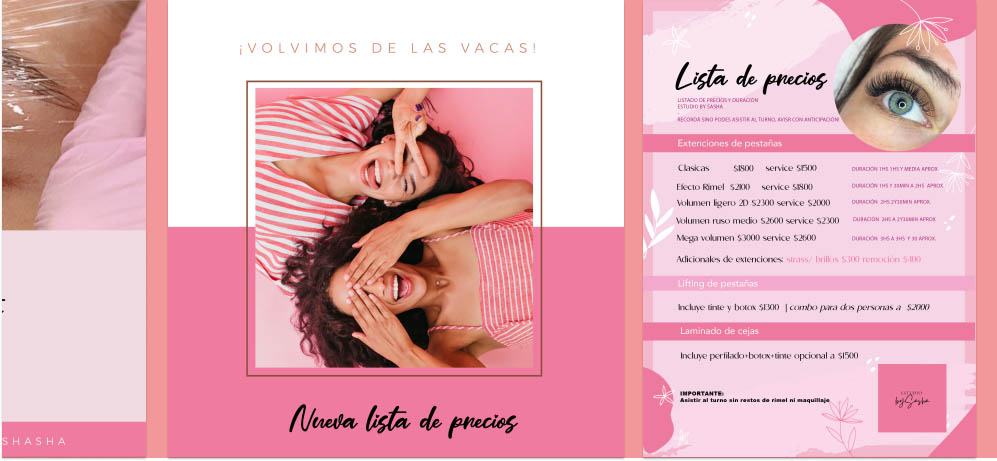 SHASHA
¡VOLVIMOS DE LAS VACAS!
Nueva lista de precios
Lista de precios
LISTADO DE PRECIOS Y DURACIÓN
ESTUDIO BY SASHA
RECORDÁ SINO PODES ASISTIR AL TURNO, AVISR CON ANTICIPACIÓN
Extenciones de pestañas
Clasicas $1800 service $1500 DURACIÓN 1HS 1HS Y MEDIA APROX.
Efecto Rimel $2100 service $1800 DURACIÓN 1HS Y 30MIN A 2HS APROX.
Volumen ligero 2D $2300 service $2000 DURACIÓN 2HS 2Y30MIN APROX.
Volumen ruso medio $2600 service $2300 DURACIÓN 2HS A 2Y30MIN APROX
Mega volumen $3000 service $2600 DURACIÓN 3HS A 3HS Y 30 APROX.
Adicionales de extenciones: strass/ brillos $300 remoción $400
Lifting de pestañas
Incluye tinte y botox $1300 | combo para dos personas a $2000
Laminado de cejas
Incluye perfilado+botox+tinte opcional a $1500
IMPORTANTE:
Asistir al turno sin restos de rimel ni maquillaje
ESTUDIO
by Sasha